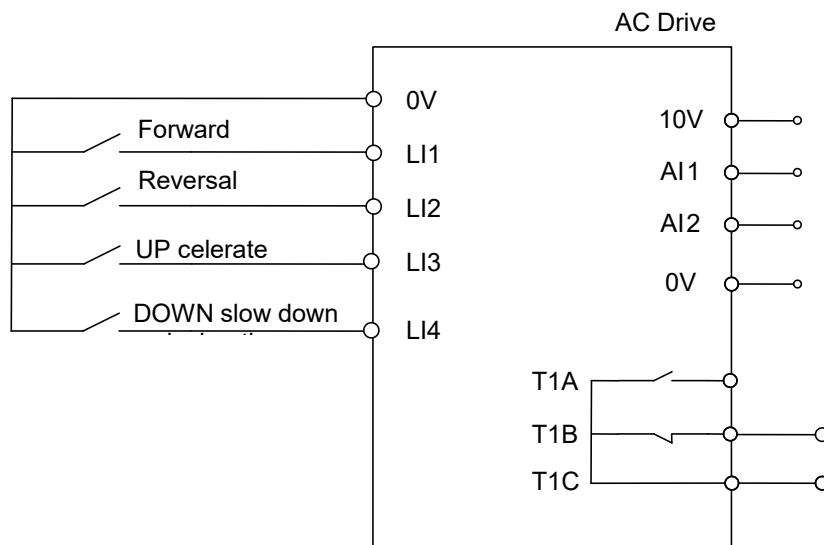 AC Drive
0V
Forward
LI1
Reversal
LI2
UP celerate
LI3
DOWN slow down
LI4
10V
AI1
AI2
0V
T1A
T1B
T1C